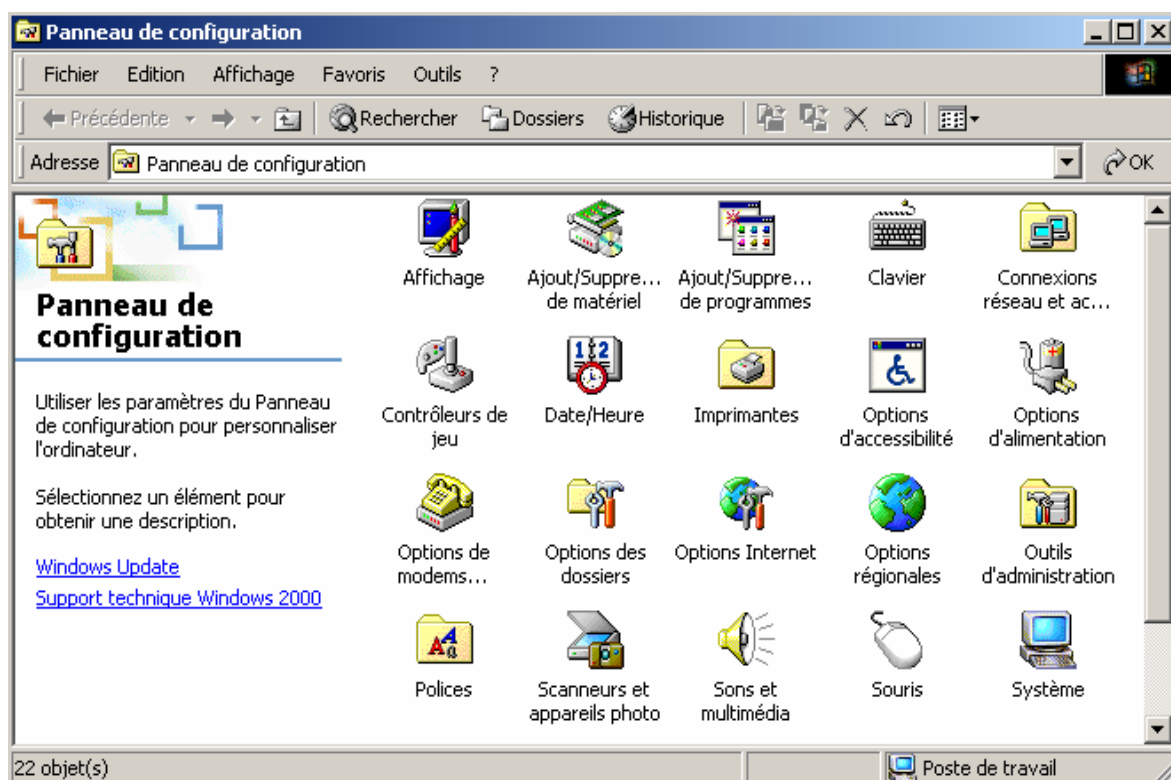 Panneau de configuration
Fichier Edition Affichage Favoris Outils ?
Précédente Rechercher Dossiers Historique
Adresse Panneau de configuration OK
Panneau de
configuration
Utiliser les paramètres du Panneau
de configuration pour personnaliser
l'ordinateur.
Sélectionnez un élément pour
obtenir une description.
Windows Update
Support technique Windows 2000
Affichage
Ajout/Suppre...
de matériel
Ajout/Suppre...
de programmes
Clavier
Connexions
réseau et ac...
Contrôleurs de
jeu
Date/Heure
Imprimantes
Options
d'accessibilité
Options
d'alimentation
Options de
modems...
Options des
dossiers
Options Internet
Options
régionales
Outils
d'administration
Polices
Scanneurs et
appareils photo
Sons et
multimédia
Souris
Système
22 objet(s)
Poste de travail